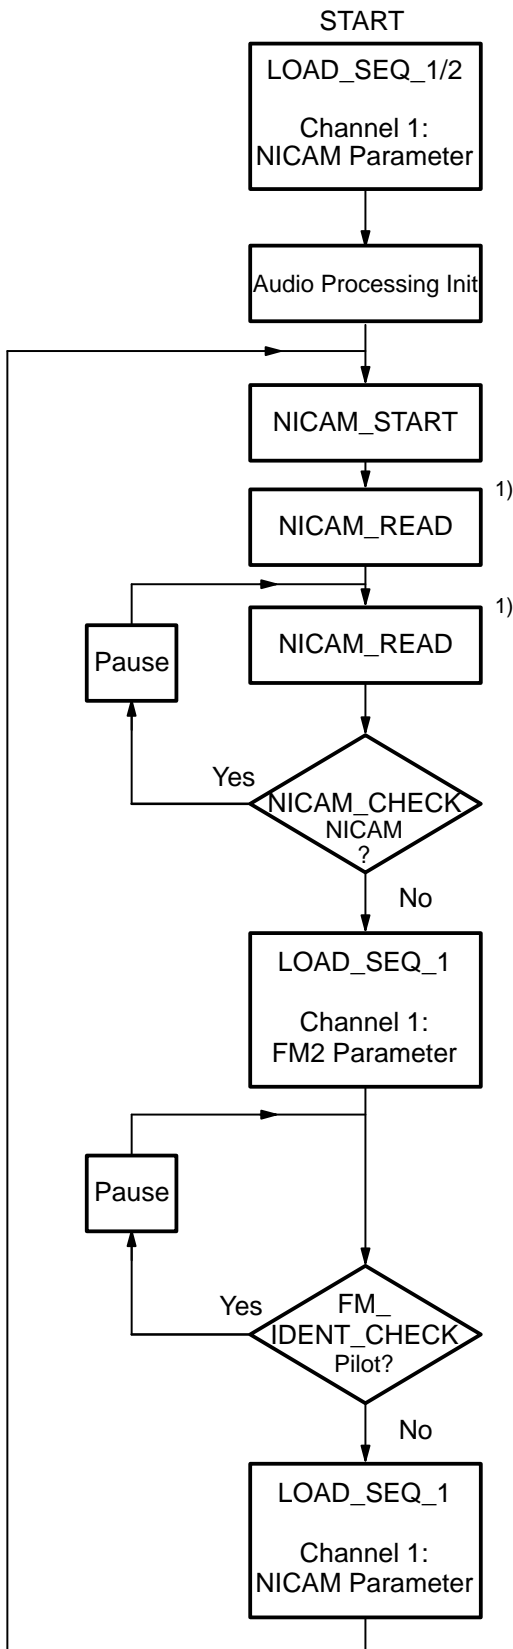 START
LOAD_SEQ_1/2
Channel 1:
NICAM Parameter
Audio Processing Init
NICAM_START
1)
NICAM_READ
1)
NICAM_READ
Pause
Yes
NICAM_CHECK
NICAM
?
No
LOAD_SEQ_1
Channel 1:
FM2 Parameter
Pause
Yes
FM_
IDENT_CHECK
Pilot?
No
LOAD_SEQ_1
Channel 1:
NICAM Parameter